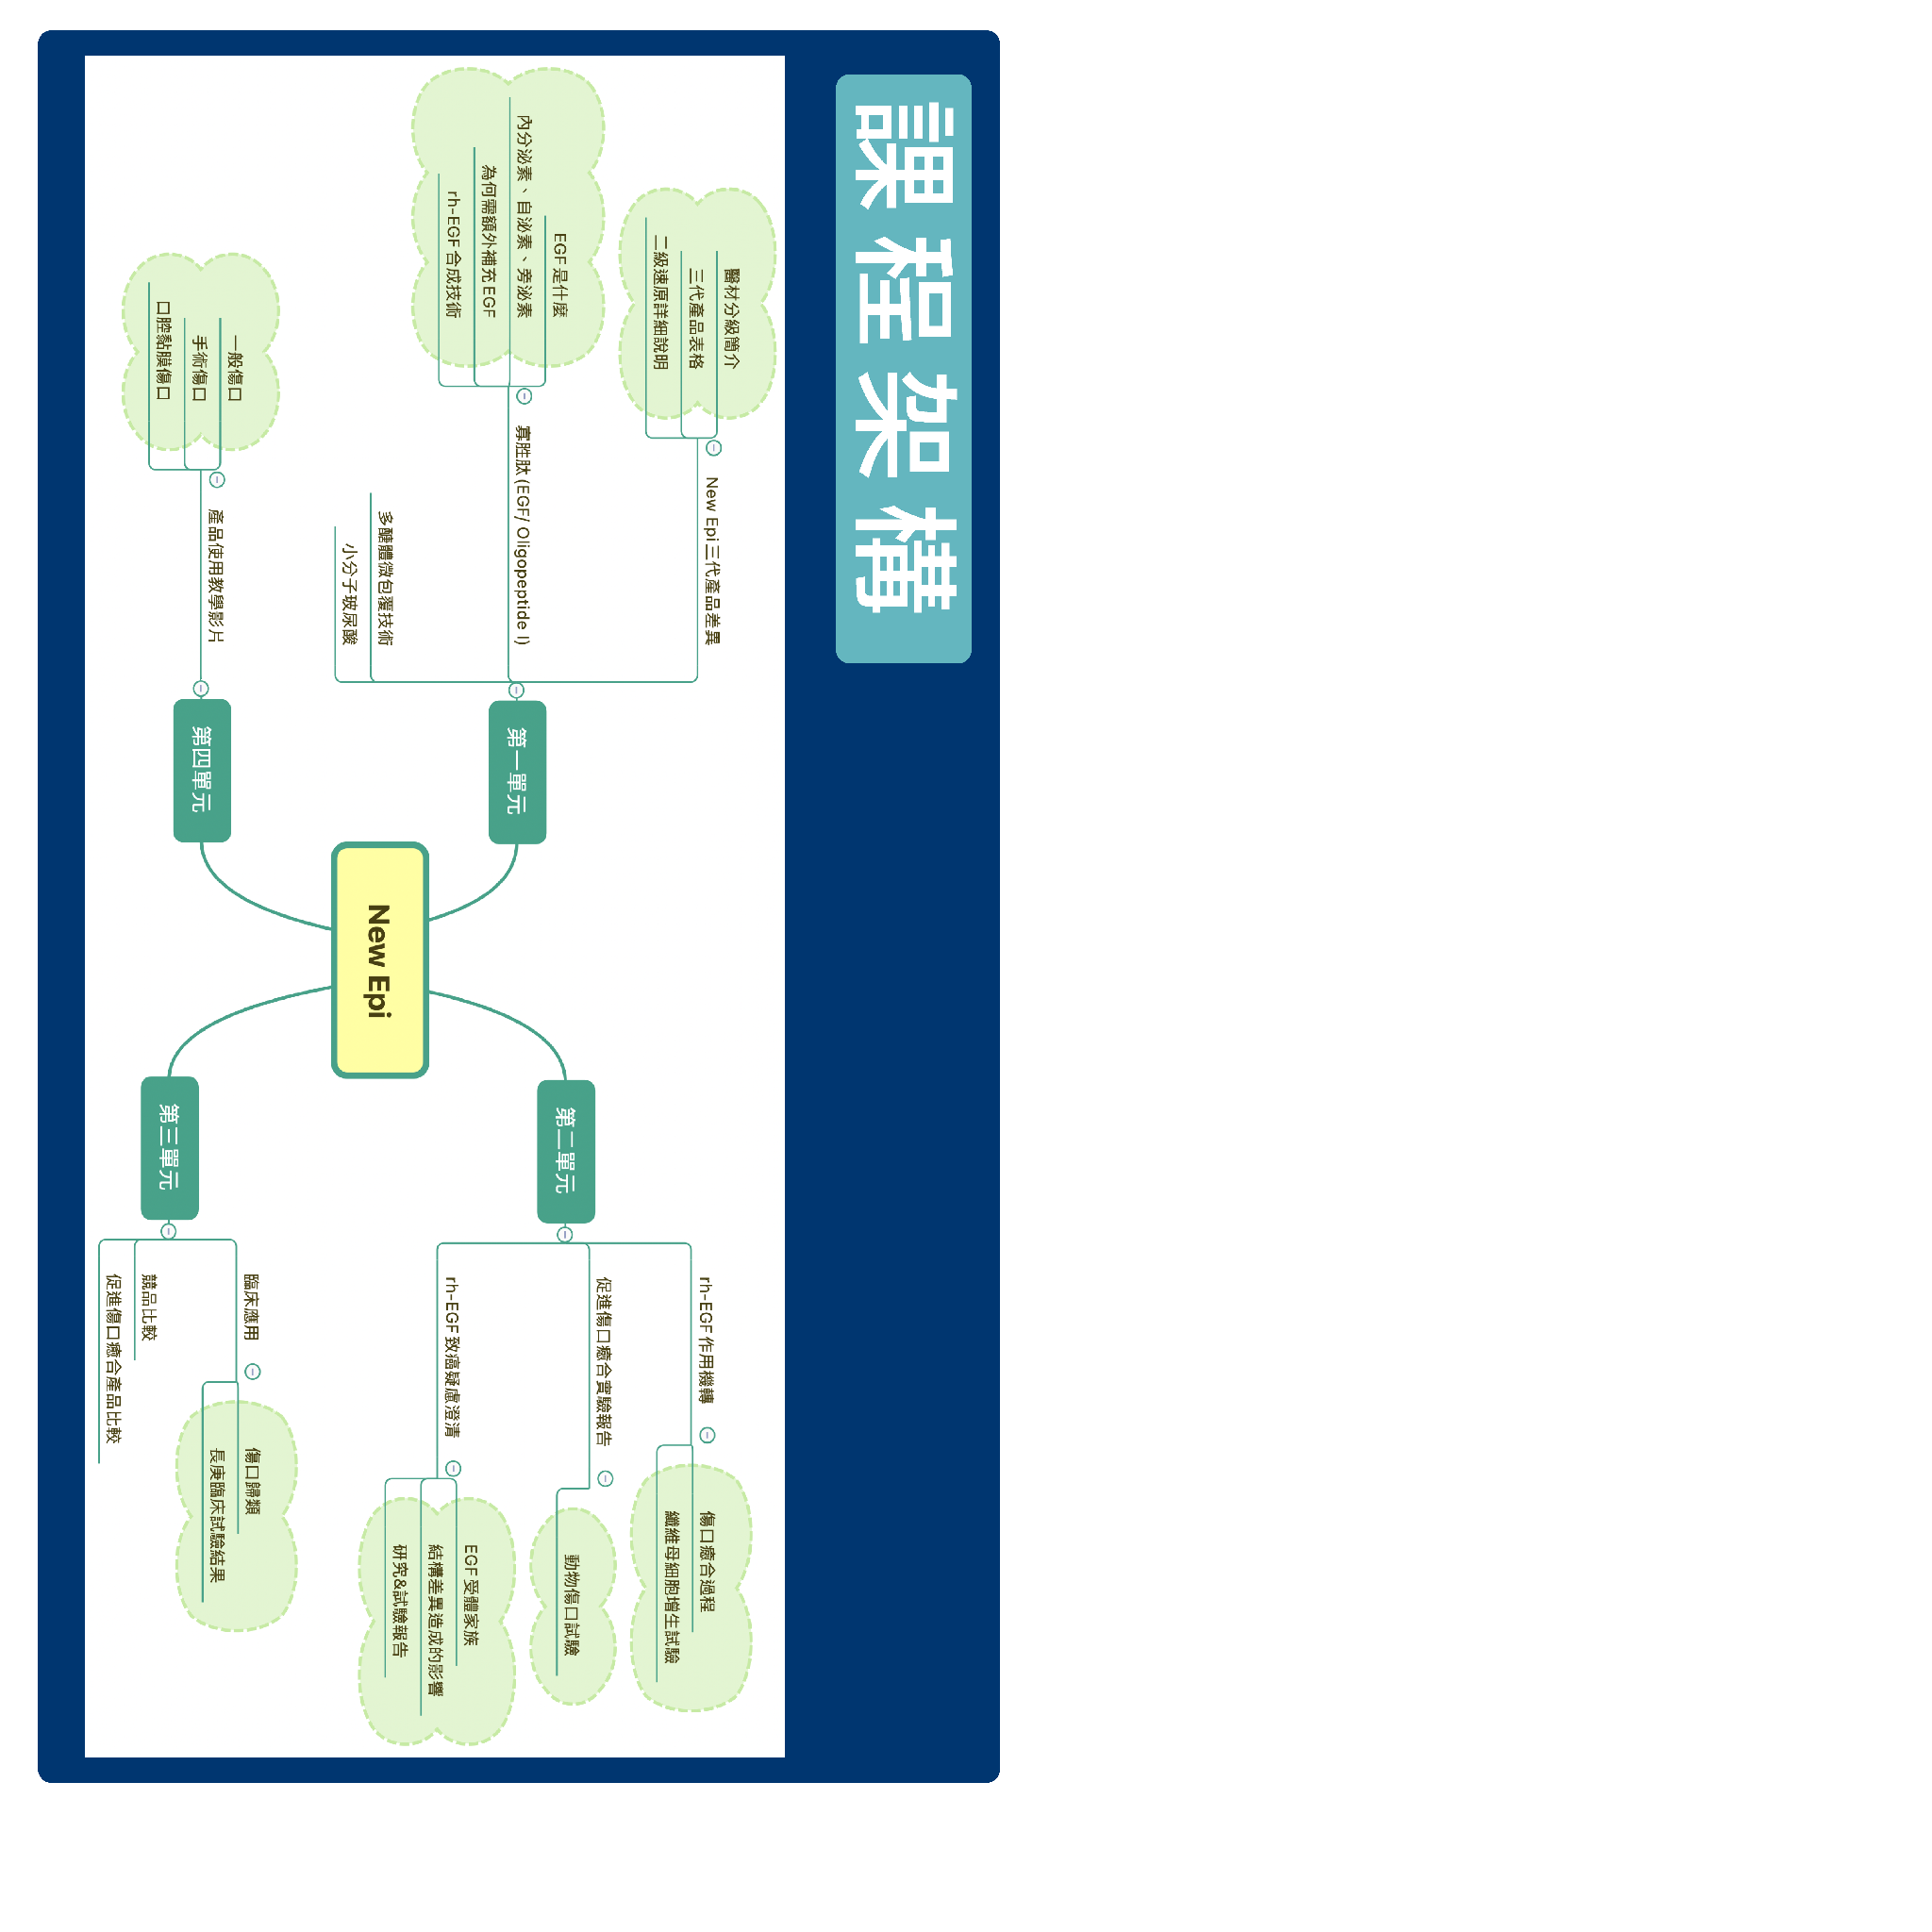 課程架構
醫材分級簡介
三代產品表格
二級速原詳細說明
New Epi三代產品差異
EGF是什麼
內分泌素、自泌素、旁泌素
為何需額外補充EGF
rh-EGF合成技術
寡胜肽(EGF/ Oligopeptide I)
多醣體微包覆技術
小分子玻尿酸
第一單元
一般傷口
手術傷口
口腔黏膜傷口
產品使用教學影片
第四單元
New Epi
第二單元
rh-EGF作用機轉
傷口癒合過程
纖維母細胞增生試驗
促進傷口癒合實驗報告
動物傷口試驗
rh-EGF致癌疑慮澄清
EGF受體家族
結構差異造成的影響
研究&試驗報告
第三單元
臨床應用
傷口歸類
長庚臨床試驗結果
競品比較
促進傷口癒合產品比較